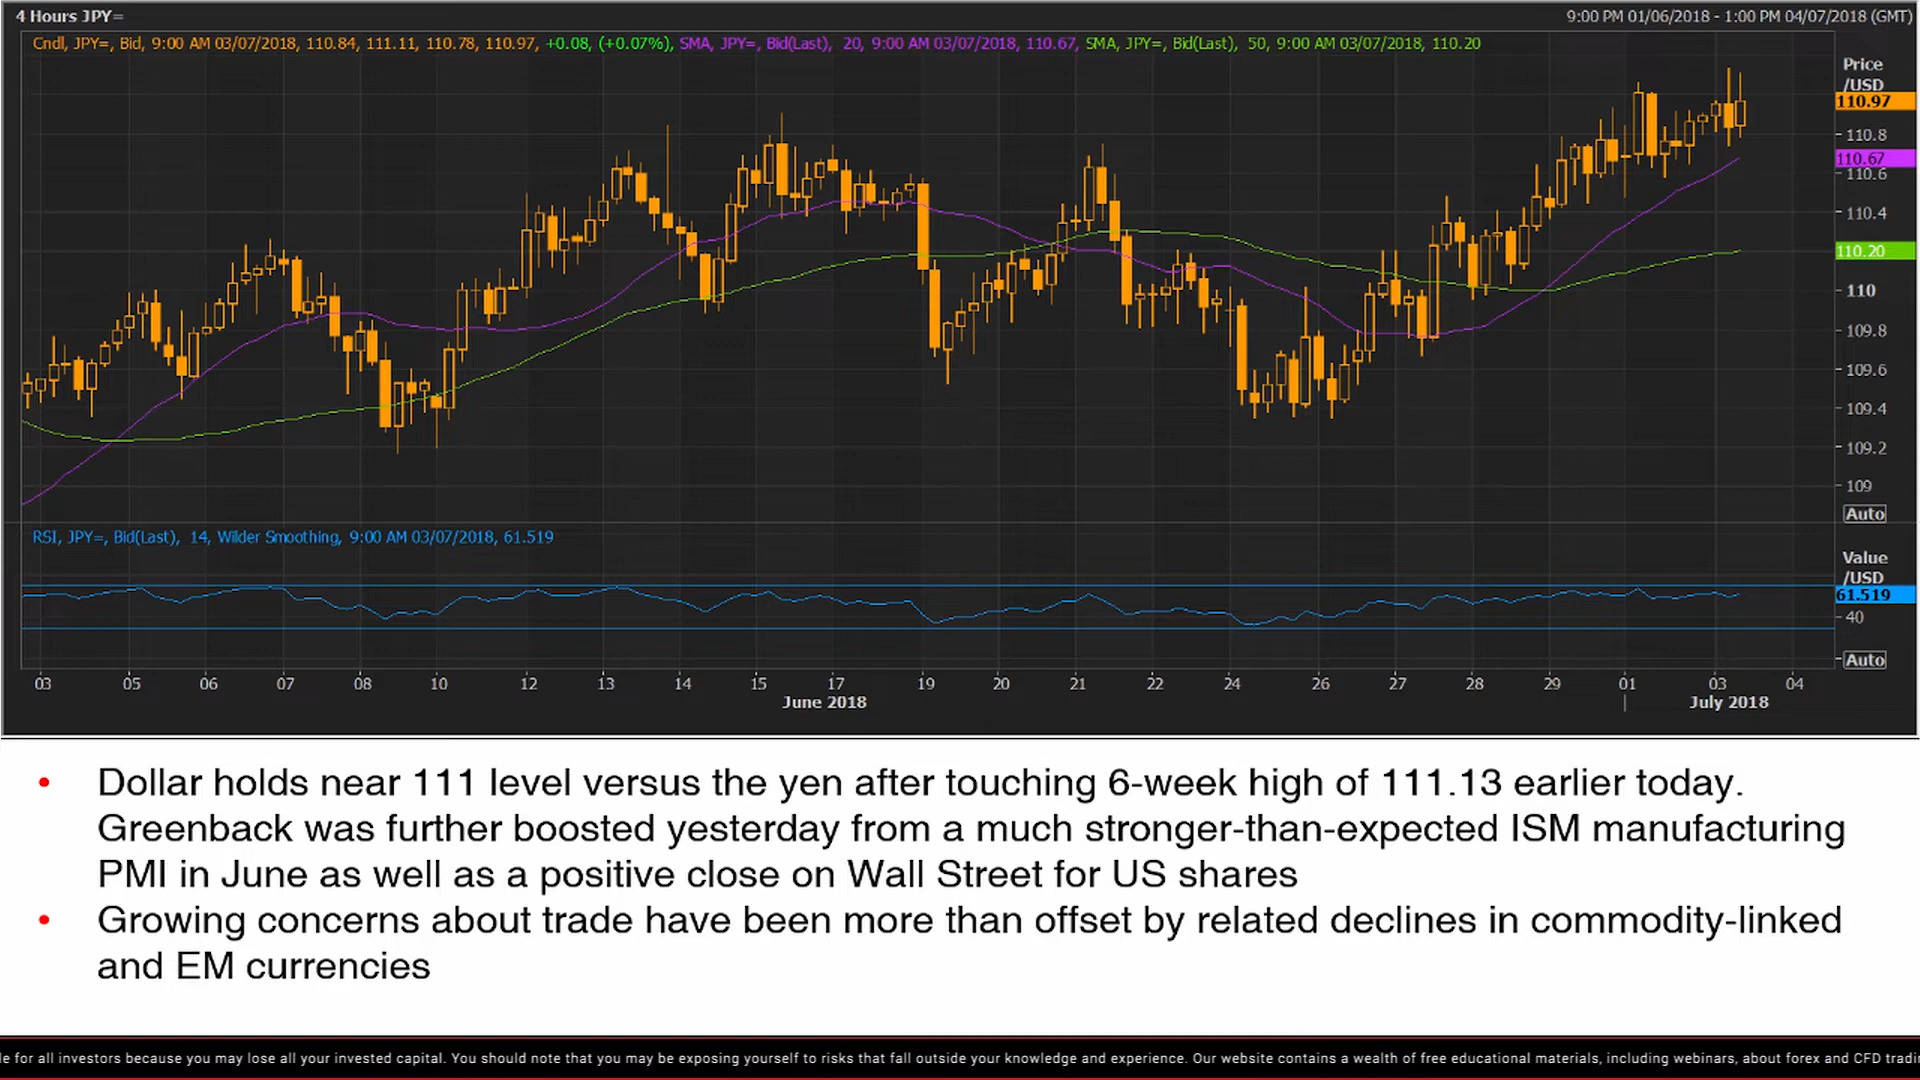 4 Hours JPY=
9:00 PM 01/06/2018 - 1:00 PM 04/07/2018 (GMT)
Cndl, JPY=, Bid, 9:00 AM 03/07/2018, 110.84, 111.11, 110.78, 110.97, +0.08, (+0.07%), SMA, JPY=, Bid(Last), 20, 9:00 AM 03/07/2018, 110.67, SMA, JPY=, Bid(Last), 50, 9:00 AM 03/07/2018, 110.20
Price
/USD
110.97
110.8
110.67
110.6
110.4
110.20
110
109.8
109.6
109.4
109.2
109
Auto
RSI, JPY=, Bid(Last), 14, Wilder Smoothing, 9:00 AM 03/07/2018, 61.519
Value
/USD
61.519
40
Auto
03 05 06 07 08 10 12 13 14 15 17 19 20 21 22 24 26 27 28 29 01 03 04
June 2018 July 2018
• Dollar holds near 111 level versus the yen after touching 6-week high of 111.13 earlier today.
Greenback was further boosted yesterday from a much stronger-than-expected ISM manufacturing
PMI in June as well as a positive close on Wall Street for US shares
• Growing concerns about trade have been more than offset by related declines in commodity-linked
and EM currencies
le for all investors because you may lose all your invested capital. You should note that you may be exposing yourself to risks that fall outside your knowledge and experience. Our website contains a wealth of free educational materials, including webinars, about forex and CFD tradi